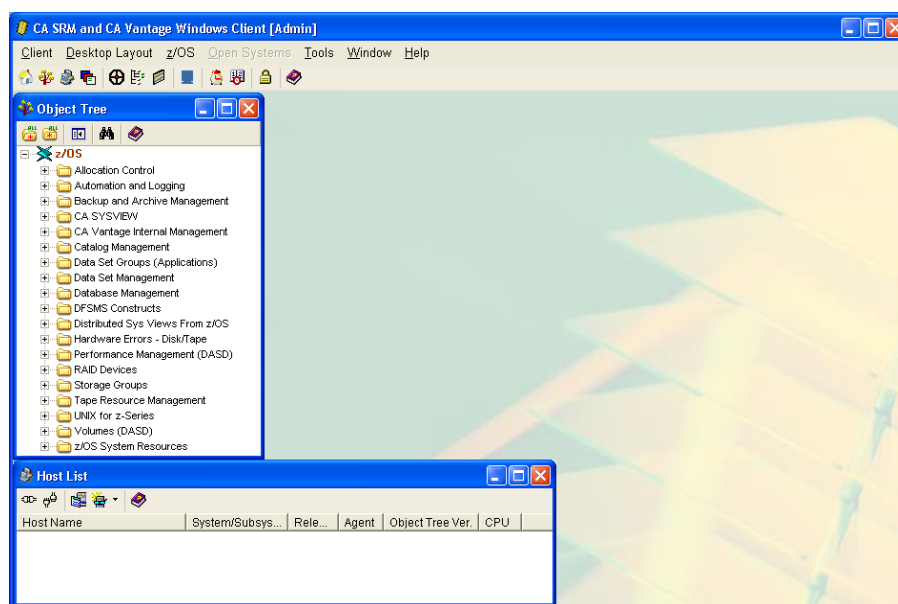 CA SRM and CA Vantage Windows Client [Admin]
Client Desktop Layout z/OS Open Systems Tools Window Help
Object Tree
z/OS
Allocation Control
Automation and Logging
Backup and Archive Management
CA SYSVIEW
CA Vantage Internal Management
Catalog Management
Data Set Groups (Applications)
Data Set Management
Database Management
DFSMS Constructs
Distributed Sys Views From z/OS
Hardware Errors - Disk/Tape
Performance Management (DASD)
RAID Devices
Storage Groups
Tape Resource Management
UNIX for z-Series
Volumes (DASD)
z/OS System Resources
Host List
Host Name System/Subsys... Rele... Agent Object Tree Ver. CPU